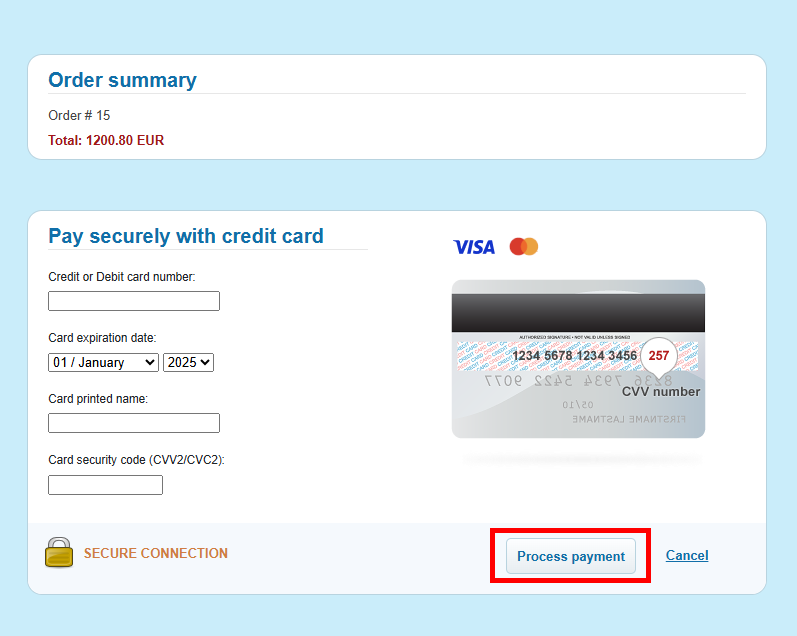 Order summary
Order # 15
Total: 1200.80 EUR
Pay securely with credit card
VISA
Credit or Debit card number:
AUTHORIZED SIGNATURE - NOT VALID UNLESS SIGNED
Card expiration date:
1234 5678 1234 3456 257
01 / January 2025
8236 7934 5422 9077
CVV number
Card printed name:
05/10
FIRSTNAME LASTNAME
Card security code (CVV2/CVC2):
SECURE CONNECTION
Process payment
Cancel